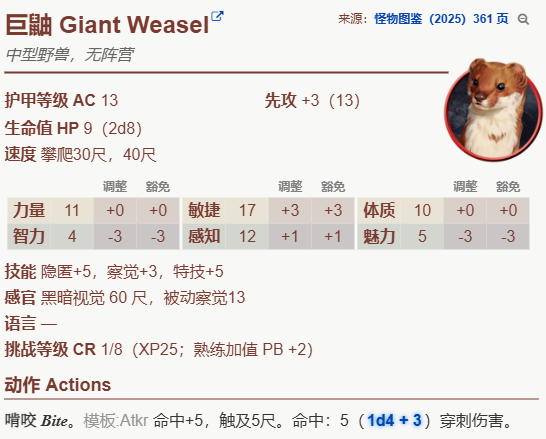 巨鼬 Giant Weasel
来源：怪物图鉴（2025）361 页
中型野兽，无阵营
护甲等级 AC 13 先攻 +3（13）
生命值 HP 9（2d8）
速度 攀爬30尺，40尺
调整 豁免 调整 豁免 调整 豁免
力量 11 +0 +0 敏捷 17 +3 +3 体质 10 +0 +0
智力 4 -3 -3 感知 12 +1 +1 魅力 5 -3 -3
技能 隐匿+5，察觉+3，特技+5
感官 黑暗视觉 60 尺，被动察觉13
语言 —
挑战等级 CR 1/8（XP25；熟练加值 PB +2）
动作 Actions
啃咬 Bite。模板:Atkr 命中+5，触及5尺。命中：5（1d4 + 3）穿刺伤害。